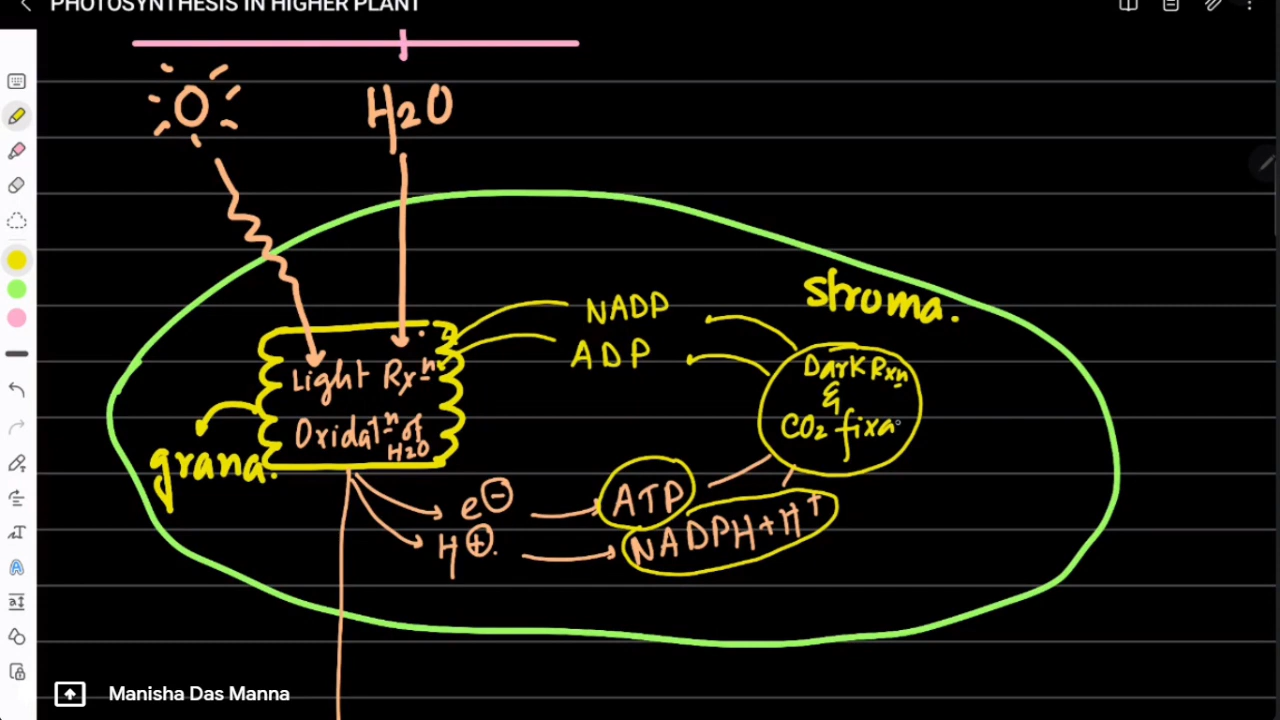 PHOTOSYNTHESIS IN HIGHER PLANT
H2O
stroma.
NADP
ADP
Light Rxn
Oxidatn of
H2O
Dark Rxn
&
CO2 fixa
grana.
e-
H+.
ATP
NADPH+H+
Manisha Das Manna